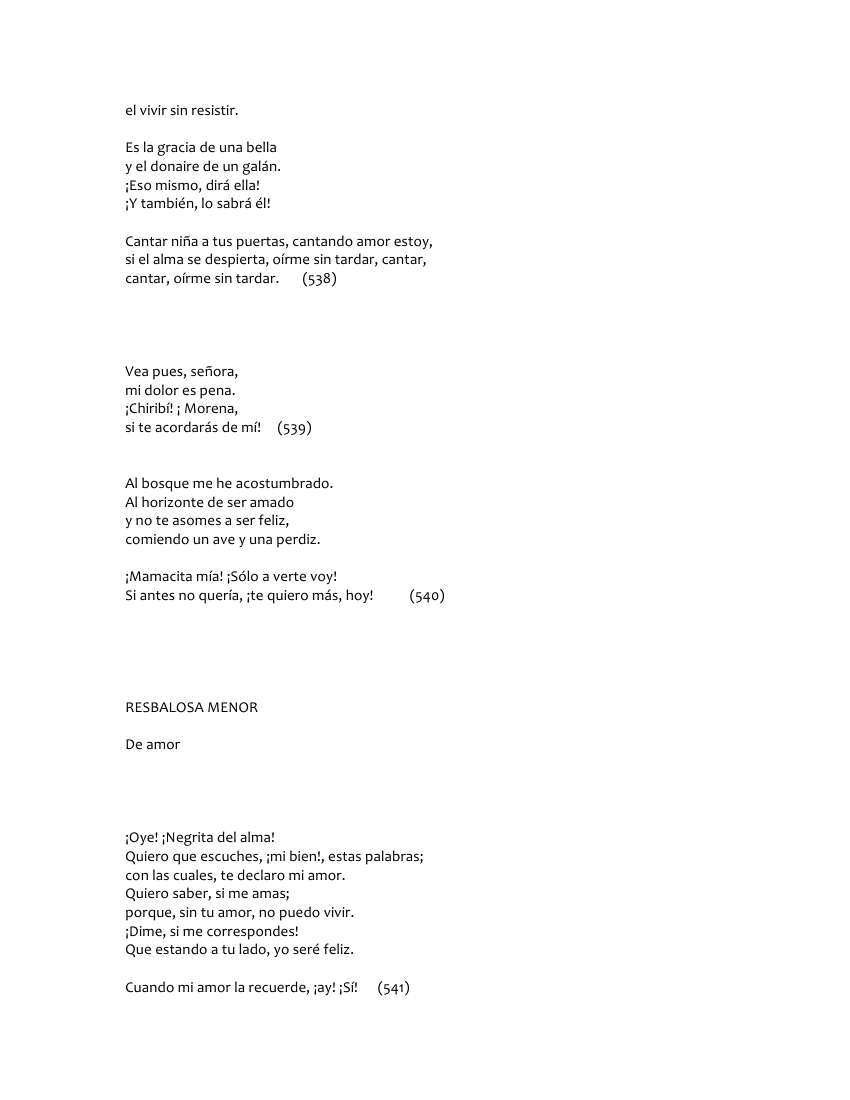 el vivir sin resistir.

Es la gracia de una bella
y el donaire de un galán.
¡Eso mismo, dirá ella!
¡Y también, lo sabrá él!

Cantar niña a tus puertas, cantando amor estoy,
si el alma se despierta, oírme sin tardar, cantar,
cantar, oírme sin tardar. (538)

Vea pues, señora,
mi dolor es pena.
¡Chiribí! ¡ Morena,
si te acordarás de mí! (539)

Al bosque me he acostumbrado.
Al horizonte de ser amado
y no te asomes a ser feliz,
comiendo un ave y una perdiz.

¡Mamacita mía! ¡Sólo a verte voy!
Si antes no quería, ¡te quiero más, hoy! (540)

RESBALOSA MENOR

De amor

¡Oye! ¡Negrita del alma!
Quiero que escuches, ¡mi bien!, estas palabras;
con las cuales, te declaro mi amor.
Quiero saber, si me amas;
porque, sin tu amor, no puedo vivir.
¡Dime, si me correspondes!
Que estando a tu lado, yo seré feliz.

Cuando mi amor la recuerde, ¡ay! ¡Sí! (541)